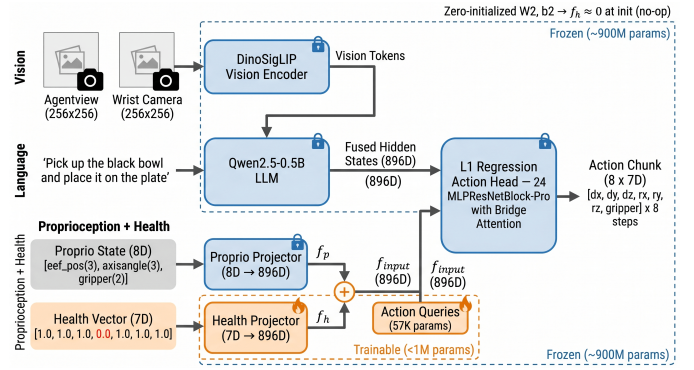 Zero-initialized W2, b2 → f_h ≈ 0 at init (no-op)
Frozen (~900M params)
Vision
Agentview
(256x256)
Wrist Camera
(256x256)
DinoSigLIP
Vision Encoder
Vision Tokens
Language
'Pick up the black bowl
and place it on the plate'
Qwen2.5-0.5B
LLM
Fused Hidden
States (896D)
(896D)
L1 Regression
Action Head – 24
MLPResNetBlock-Pro
with Bridge
Attention
Action Chunk
(8 x 7D)
[dx, dy, dz, rx, ry,
rz, gripper] x 8
steps
Proprioception + Health
Proprioception + Health
Proprio State (8D)
[eef_pos(3), axisangle(3),
gripper(2)]
Proprio Projector
(8D → 896D)
f_p
f_input
(896D)
f_input
(896D)
Health Vector (7D)
[1.0, 1.0, 1.0, 0.0, 1.0, 1.0, 1.0]
Health Projector
(7D → 896D)
f_h
Action Queries
(57K params)
Trainable (<1M params)
Frozen (~900M params)